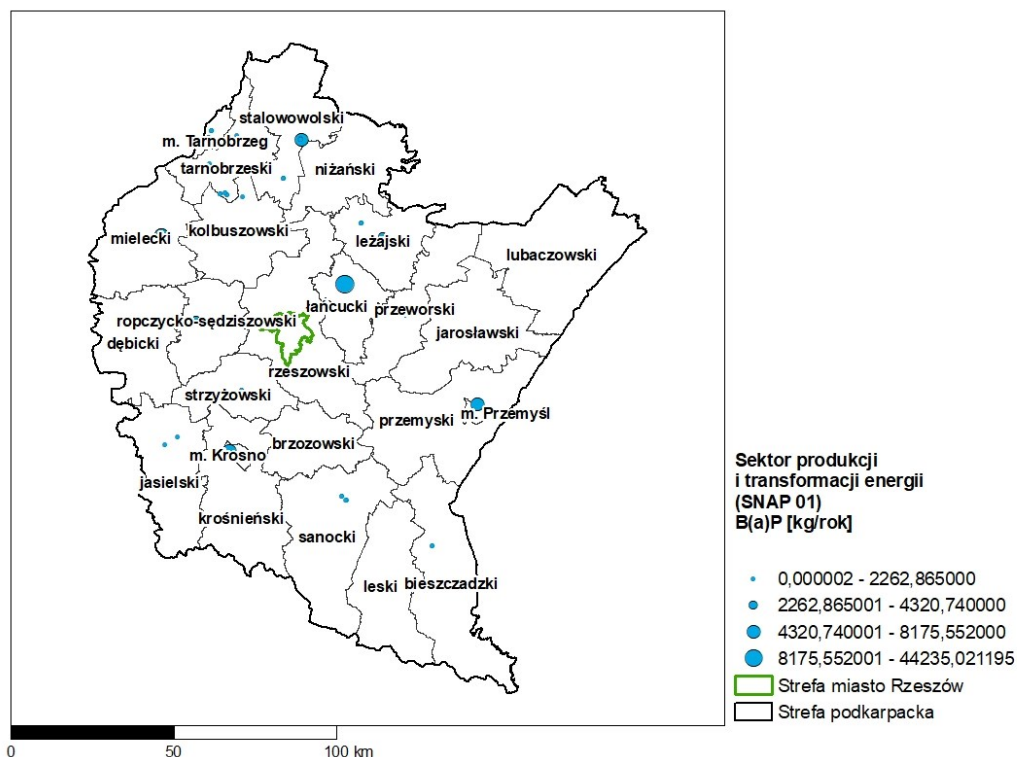 stalowowolski
m. Tarnobrzeg
tarnobrzeski
niżański
mielecki
kolbuszowski
leżajski
lubaczowski
łańcucki
przeworski
ropczycko-sędziszowski
jarosławski
dębicki
rzeszowski
strzyżowski
przemyski
m. Przemyśl
brzozowski
m. Krosno
jasielski
krośnieński
sanocki
leski
bieszczadzki
Sektor produkcji
i transformacji energii
(SNAP 01)
B(a)P [kg/rok]
0,000002 - 2262,865000
2262,865001 - 4320,740000
4320,740001 - 8175,552000
8175,552001 - 44235,021195
Strefa miasto Rzeszów
Strefa podkarpacka
0 50 100 km